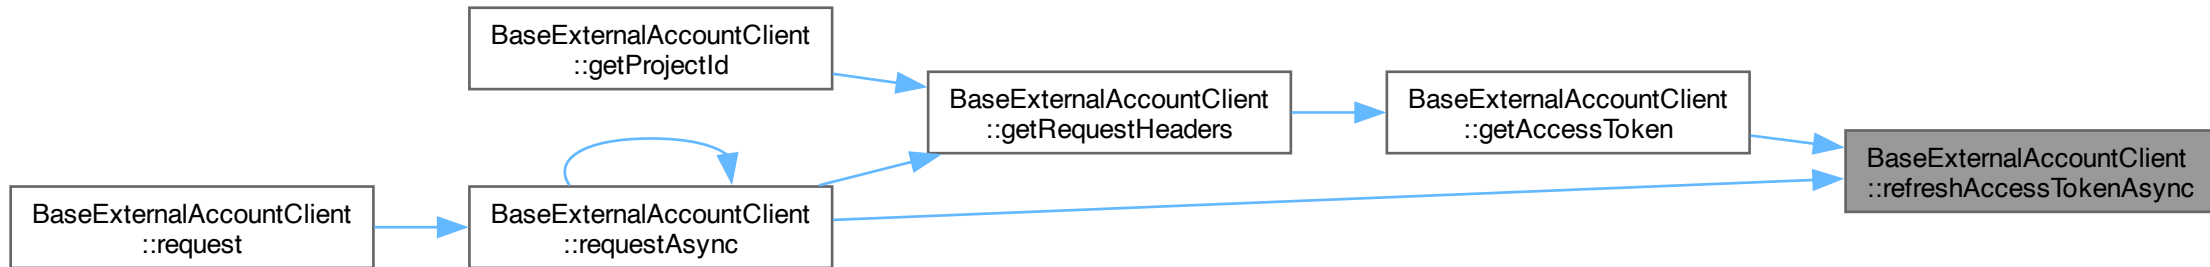 BaseExternalAccountClient
::getProjectId
BaseExternalAccountClient
::getRequestHeaders
BaseExternalAccountClient
::getAccessToken
BaseExternalAccountClient
::refreshAccessTokenAsync
BaseExternalAccountClient
::request
BaseExternalAccountClient
::requestAsync